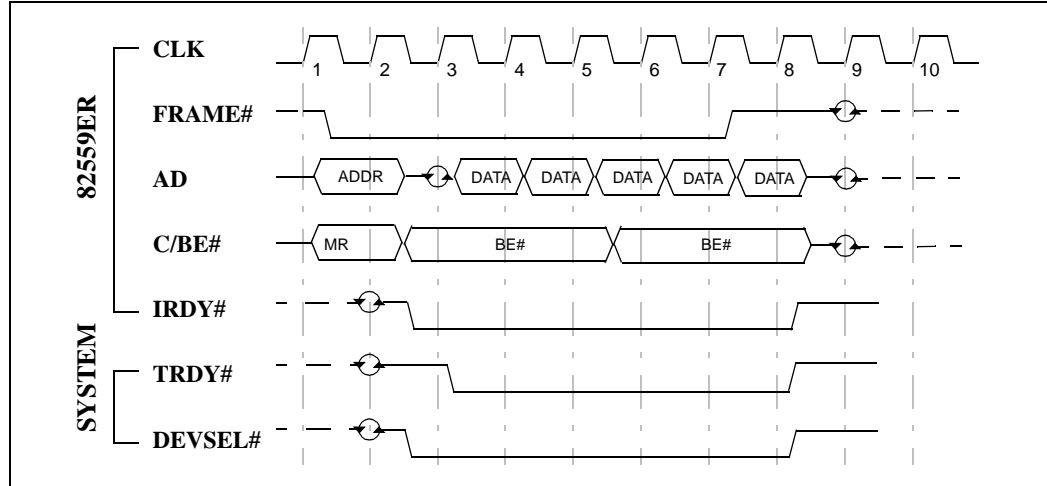 82559ER
SYSTEM
CLK
1 2 3 4 5 6 7 8 9 10
FRAME#
AD
ADDR DATA DATA DATA DATA DATA
C/BE#
MR BE# BE#
IRDY#
TRDY#
DEVSEL#